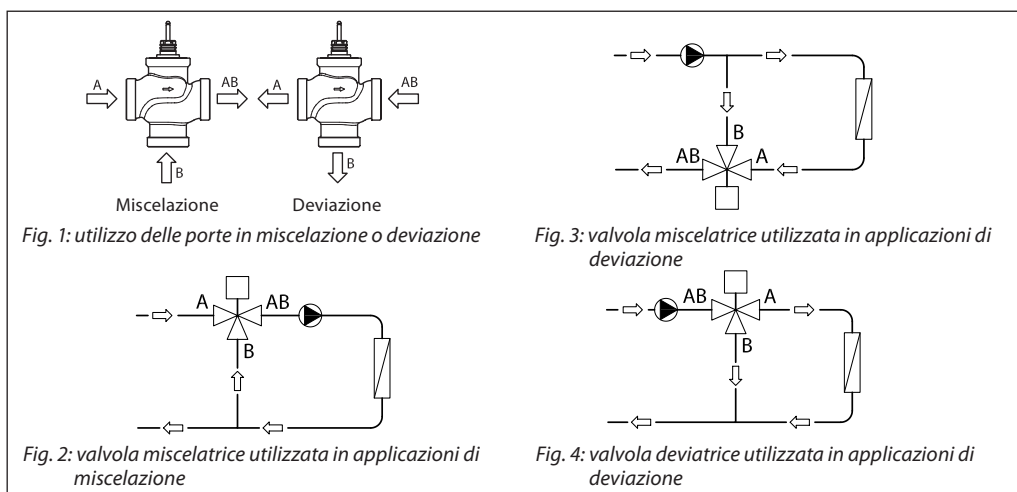 A
AB
B
A
AB
B
Miscelazione
Deviazione
Fig. 1: utilizzo delle porte in miscelazione o deviazione
B
AB
A
Fig. 3: valvola miscelatrice utilizzata in applicazioni di
deviazione
A
AB
B
Fig. 2: valvola miscelatrice utilizzata in applicazioni di
miscelazione
AB
A
B
Fig. 4: valvola deviatrice utilizzata in applicazioni di
deviazione